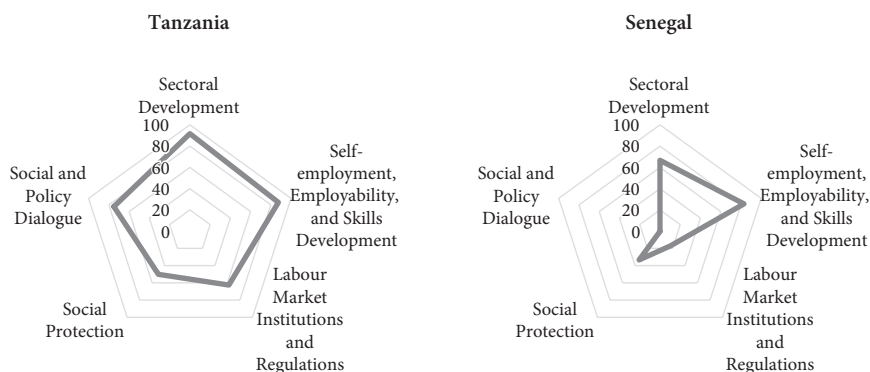 Tanzania
Sectoral
Development
100
80
60
40
20
0
Self-
employment,
Employability,
and Skills
Development
Labour
Market
Institutions
and
Regulations
Social
Protection
Social and
Policy
Dialogue
Senegal
Sectoral
Development
100
80
60
40
20
0
Self-
employment,
Employability,
and Skills
Development
Labour
Market
Institutions
and
Regulations
Social
Protection
Social and
Policy
Dialogue